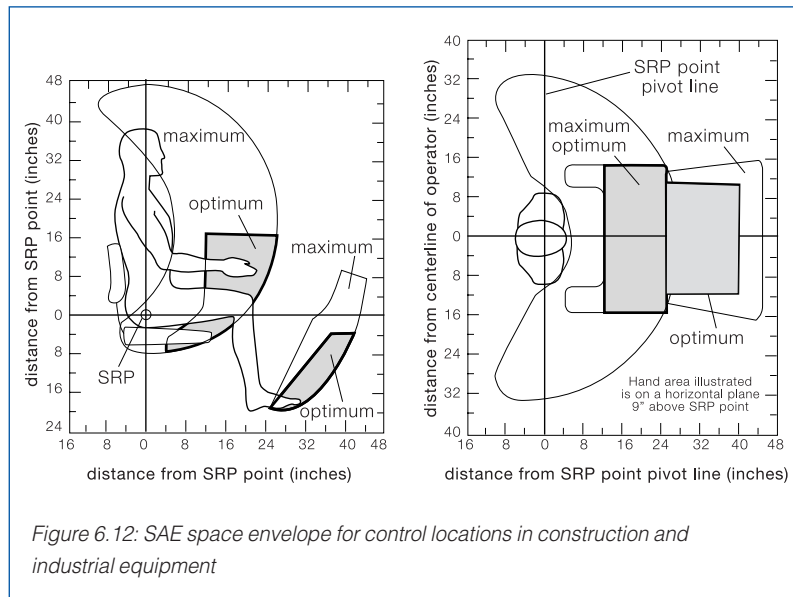 48
40
32
24
16
8
0
8
16
24
distance from SRP point (inches)
maximum
optimum
maximum
SRP
optimum
16
8
0
8
16
24
32
40
48
distance from SRP point (inches)
40
32
24
16
8
0
8
16
24
32
40
distance from centerline of operator (inches)
SRP point
pivot line
maximum
optimum
maximum
optimum
Hand area illustrated
is on a horizontal plane
9" above SRP point
16
8
0
8
16
24
32
40
48
distance from SRP point pivot line (inches)
Figure 6.12: SAE space envelope for control locations in construction and
industrial equipment